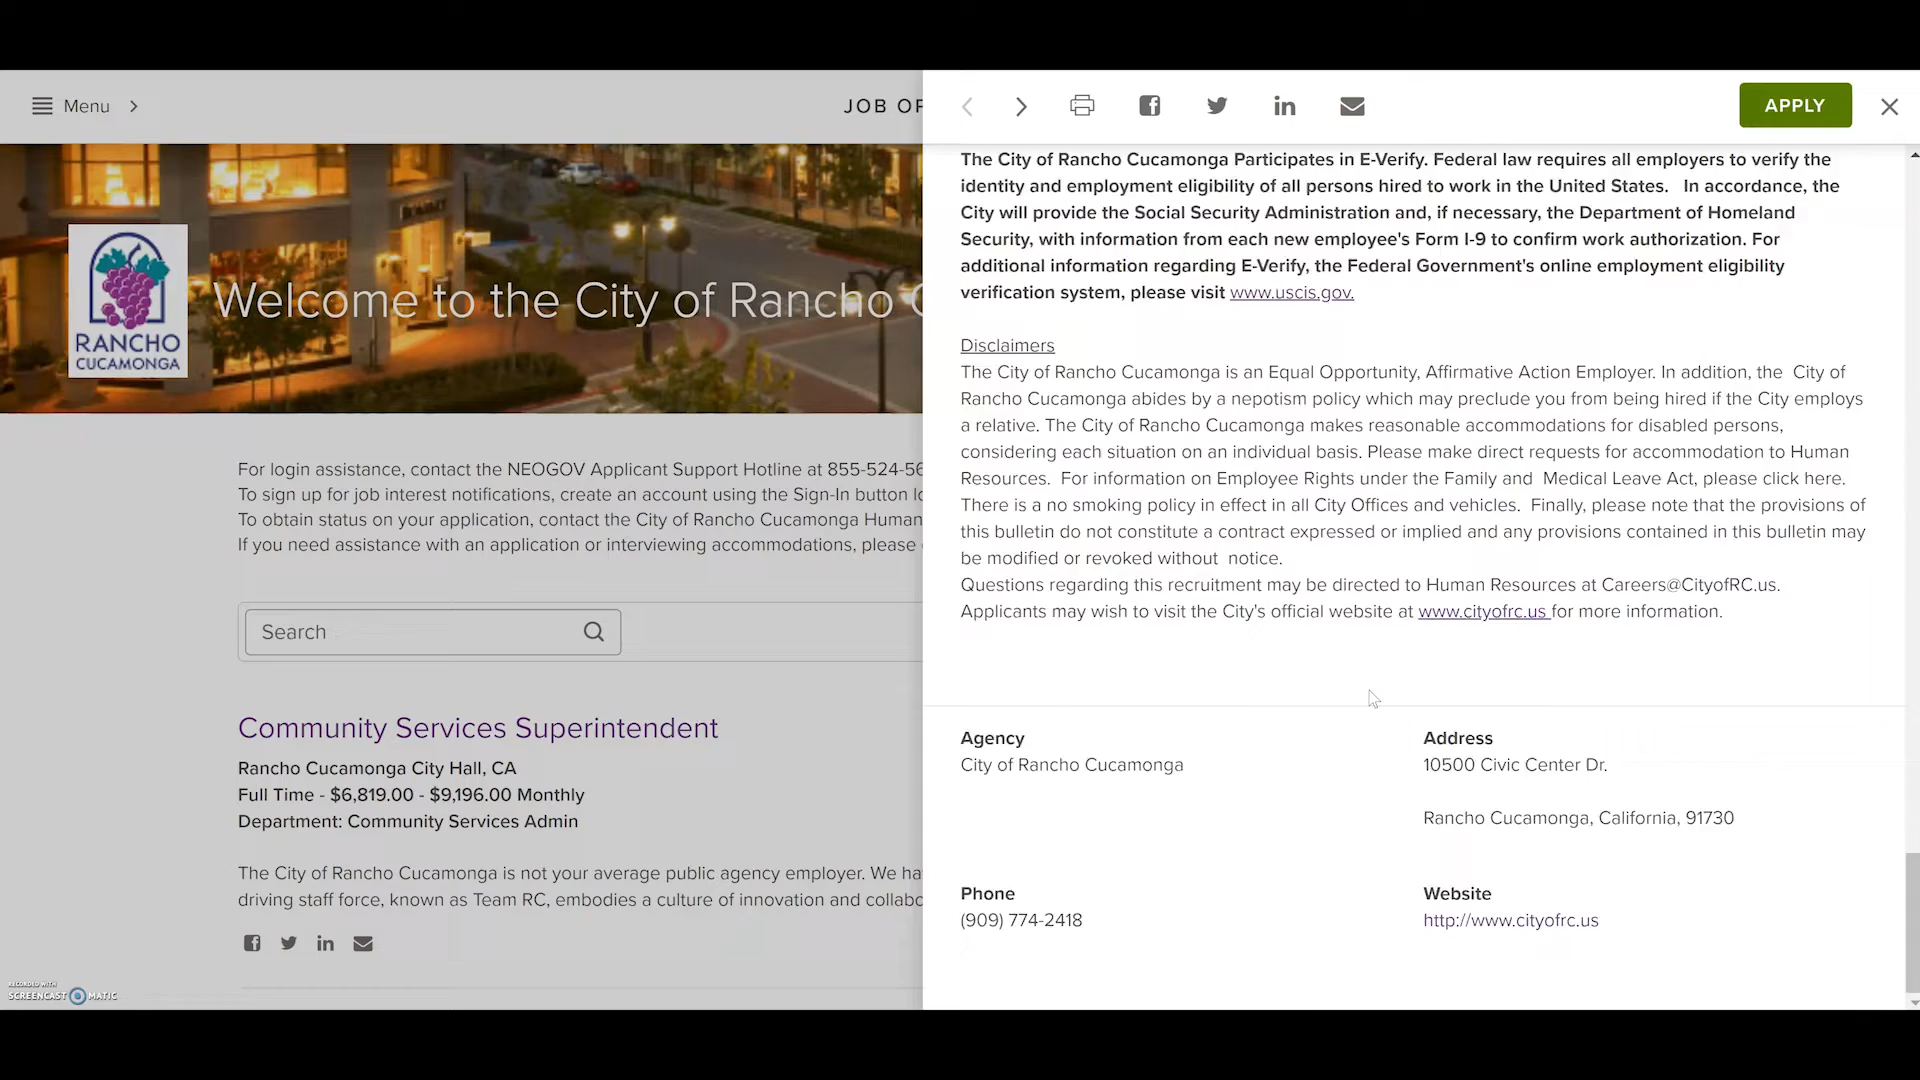 Menu
JOB OP
APPLY
RANCHO
CUCAMONGA
Welcome to the City of Rancho C
For login assistance, contact the NEOGOV Applicant Support Hotline at 855-524-56
To sign up for job interest notifications, create an account using the Sign-In button lo
To obtain status on your application, contact the City of Rancho Cucamonga Human
If you need assistance with an application or interviewing accommodations, please
Search
Community Services Superintendent
Rancho Cucamonga City Hall, CA
Full Time - $6,819.00 - $9,196.00 Monthly
Department: Community Services Admin
The City of Rancho Cucamonga is not your average public agency employer. We ha
driving staff force, known as Team RC, embodies a culture of innovation and collabo
RECORDED WITH
SCREENCAST MATIC
The City of Rancho Cucamonga Participates in E-Verify. Federal law requires all employers to verify the
identity and employment eligibility of all persons hired to work in the United States. In accordance, the
City will provide the Social Security Administration and, if necessary, the Department of Homeland
Security, with information from each new employee's Form I-9 to confirm work authorization. For
additional information regarding E-Verify, the Federal Government's online employment eligibility
verification system, please visit www.uscis.gov.
Disclaimers
The City of Rancho Cucamonga is an Equal Opportunity, Affirmative Action Employer. In addition, the City of
Rancho Cucamonga abides by a nepotism policy which may preclude you from being hired if the City employs
a relative. The City of Rancho Cucamonga makes reasonable accommodations for disabled persons,
considering each situation on an individual basis. Please make direct requests for accommodation to Human
Resources. For information on Employee Rights under the Family and Medical Leave Act, please click here.
There is a no smoking policy in effect in all City Offices and vehicles. Finally, please note that the provisions of
this bulletin do not constitute a contract expressed or implied and any provisions contained in this bulletin may
be modified or revoked without notice.
Questions regarding this recruitment may be directed to Human Resources at Careers@CityofRC.us.
Applicants may wish to visit the City's official website at www.cityofrc.us for more information.
Agency
City of Rancho Cucamonga
Address
10500 Civic Center Dr.
Rancho Cucamonga, California, 91730
Phone
(909) 774-2418
Website
http://www.cityofrc.us